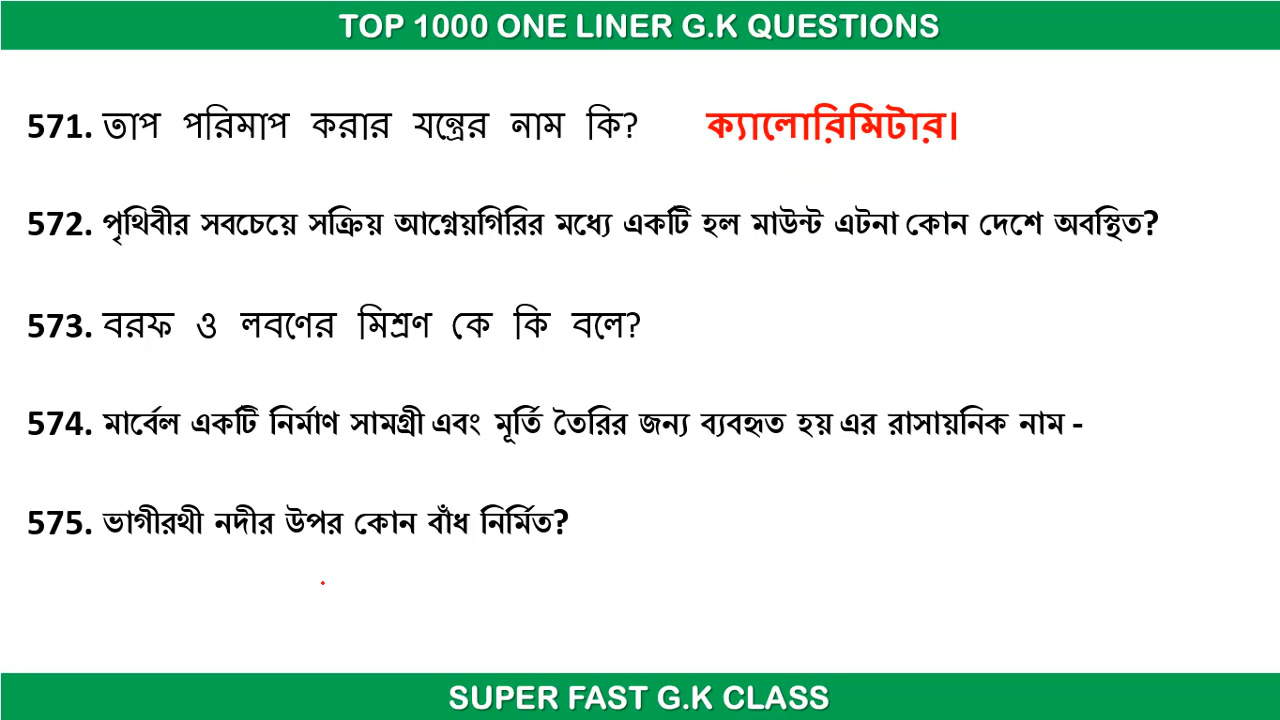 TOP 1000 ONE LINER G.K QUESTIONS
571. তাপ পরিমাপ করার যন্ত্রের নাম কি? ক্যালোরিমিটার।
572. পৃথিবীর সবচেয়ে সক্রিয় আগ্নেয়গিরির মধ্যে একটি হল মাউন্ট এটনা কোন দেশে অবস্থিত?
573. বরফ ও লবণের মিশ্রণ কে কি বলে?
574. মার্বেল একটি নির্মাণ সামগ্রী এবং মূর্তি তৈরির জন্য ব্যবহৃত হয় এর রাসায়নিক নাম -
575. ভাগীরথী নদীর উপর কোন বাঁধ নির্মিত?
SUPER FAST G.K CLASS